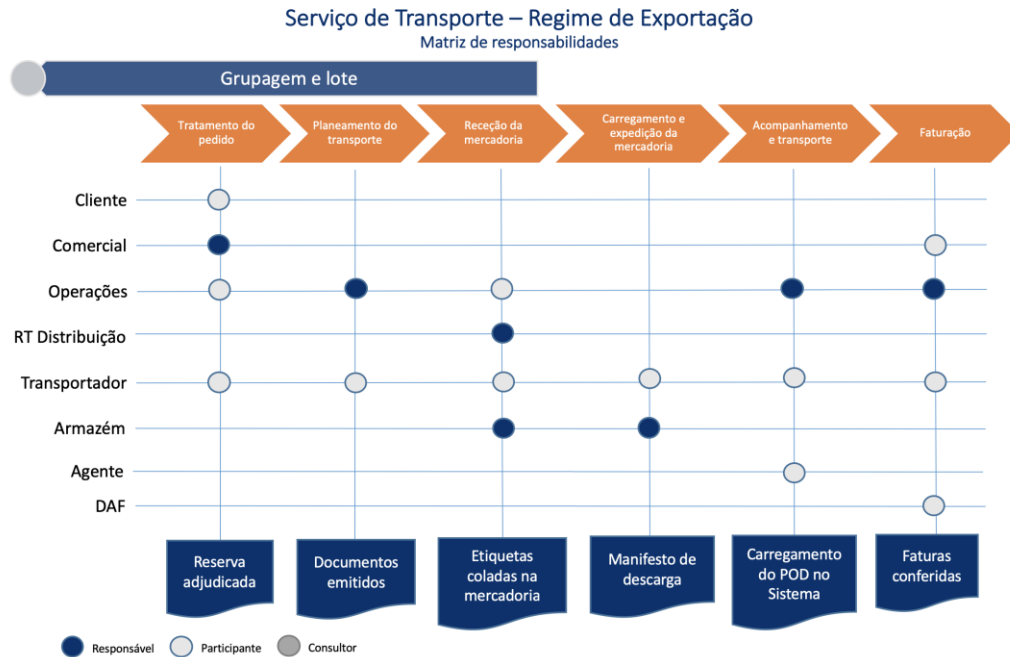 Serviço de Transporte – Regime de Exportação
Matriz de responsabilidades
Grupagem e lote
Tratamento do
pedido
Planeamento do
transporte
Receção da
mercadoria
Carregamento e
expedição da
mercadoria
Acompanhamento
e transporte
Faturação
Cliente
Comercial
Operações
RT Distribuição
Transportador
Armazém
Agente
DAF
Reserva
adjudicada
Documentos
emitidos
Etiquetas
coladas na
mercadoria
Manifesto de
descarga
Carregamento
do POD no
Sistema
Faturas
conferidas
Responsável
Participante
Consultor